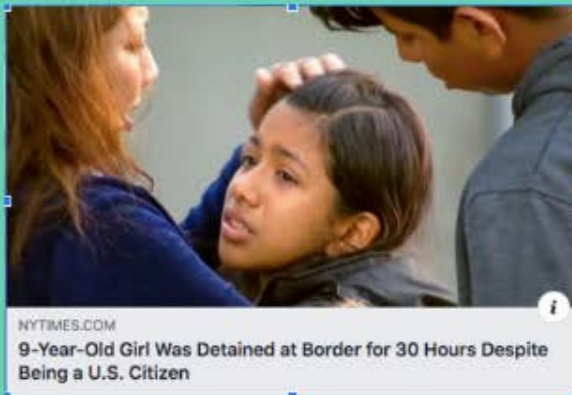 i
NYTIMES.COM
9-Year-Old Girl Was Detained at Border for 30 Hours Despite
Being a U.S. Citizen